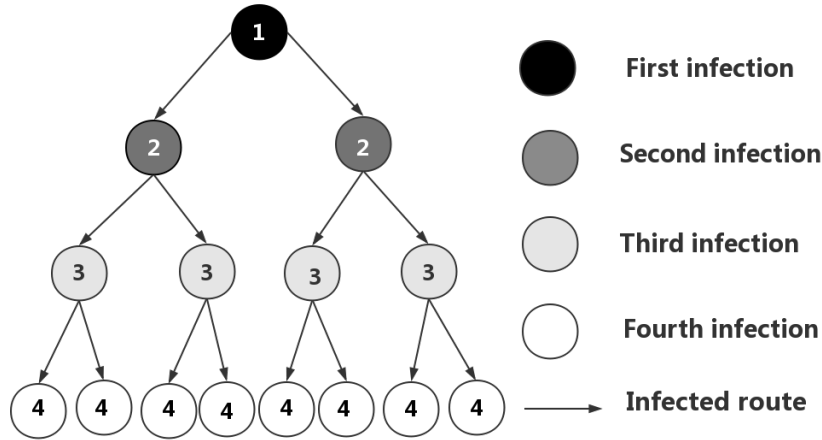 1
First infection
2 2
Second infection
3 3 3 3
Third infection
Fourth infection
4 4 4 4 4 4 4 4
Infected route